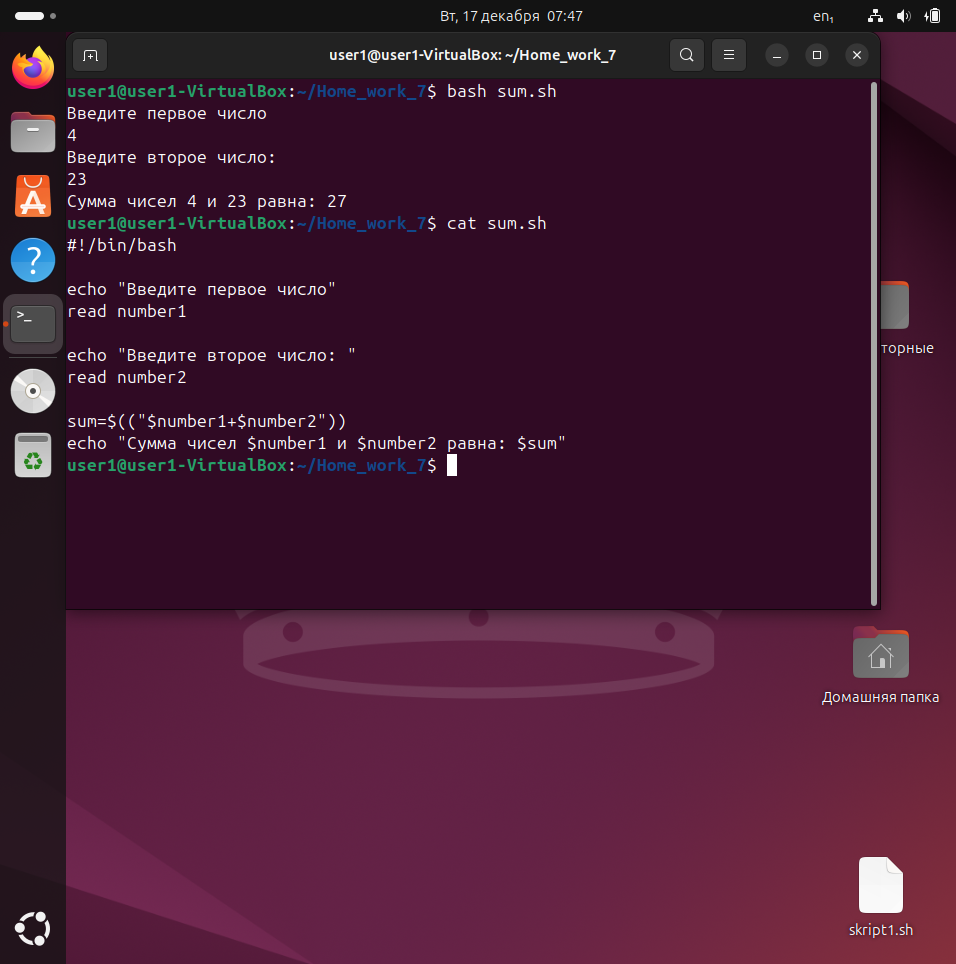 Вт, 17 декабря 07:47
en₁
user1@user1-VirtualBox: ~/Home_work_7
user1@user1-VirtualBox:~/Home_work_7$ bash sum.sh
Введите первое число
4
Введите второе число:
23
Сумма чисел 4 и 23 равна: 27
user1@user1-VirtualBox:~/Home_work_7$ cat sum.sh
#!/bin/bash
echo "Введите первое число"
read number1
echo "Введите второе число: "
read number2
sum=$(("$number1+$number2"))
echo "Сумма чисел $number1 и $number2 равна: $sum"
user1@user1-VirtualBox:~/Home_work_7$
торные
Домашняя папка
skript1.sh